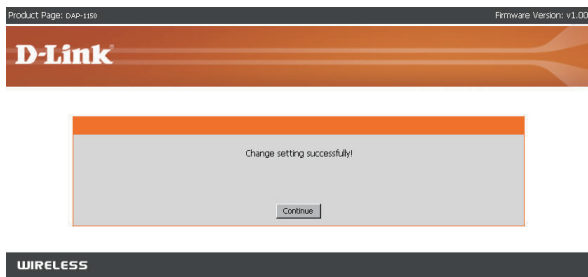 Product Page: DAP-1150 Firmware Version: v1.00
D-Link
Change setting successfully!
Continue
WIRELESS